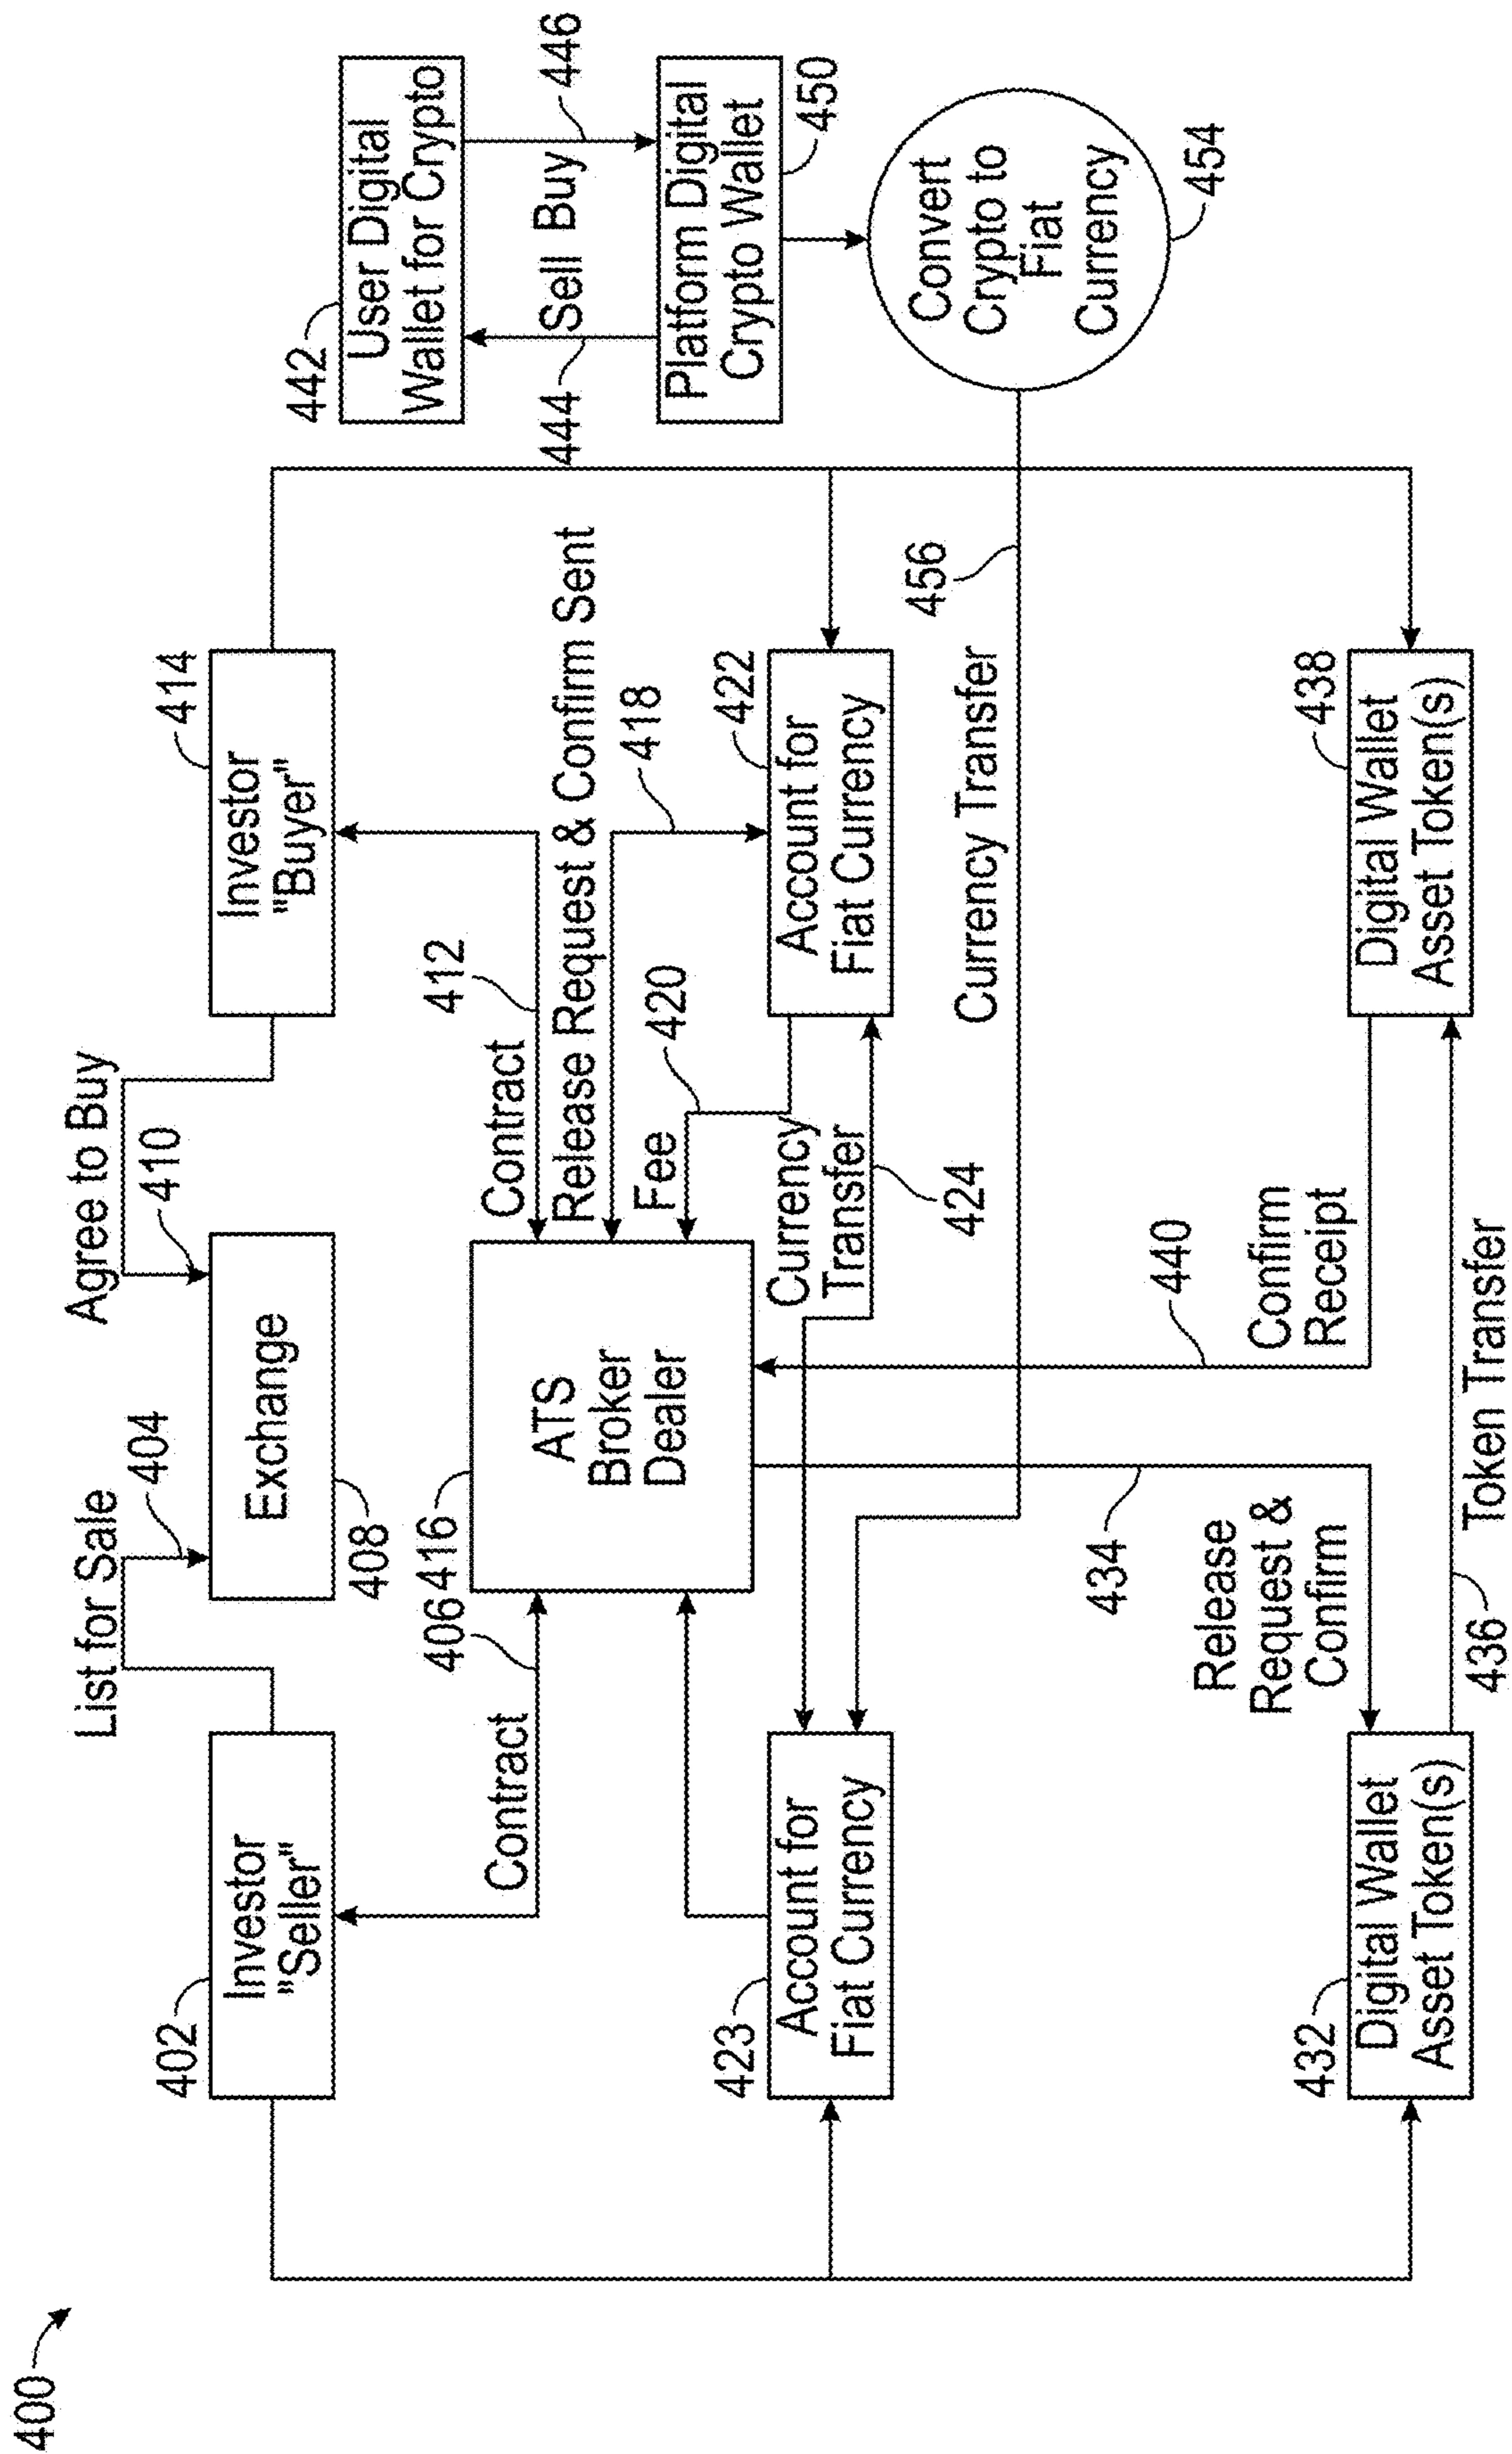 400
List for Sale
404
Agree to Buy
410
402
Investor
"Seller"
Exchange
408
414
Investor
"Buyer"
442
User Digital
Wallet for Crypto
444
Sell
Buy
446
Platform Digital
Crypto Wallet
450
Convert
Crypto to
Fiat
Currency
454
Contract
406
416
ATS
Broker
Dealer
Contract
412
Release Request & Confirm Sent
418
Fee
420
423
Account for
Fiat Currency
Currency
Transfer
424
422
Account for
Fiat Currency
Currency Transfer
456
434
Release
Request &
Confirm
440
Confirm
Receipt
432
Digital Wallet
Asset Token(s)
436
Token Transfer
438
Digital Wallet
Asset Token(s)